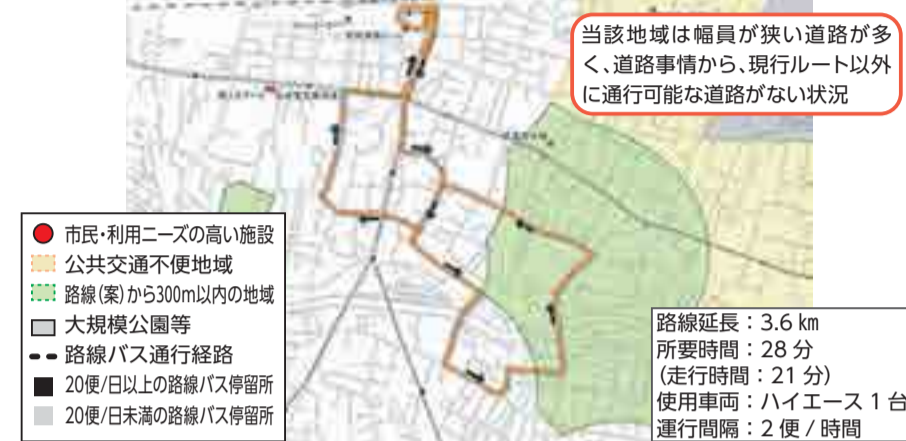 当該地域は幅員が狭い道路が多
く、道路事情から、現行ルート以外
に通行可能な道路がない状況
市民・利用ニーズの高い施設
公共交通不便地域
路線(案)から300m以内の地域
大規模公園等
路線バス通行経路
20便/日以上の路線バス停留所
20便/日未満の路線バス停留所
路線延長：3.6 km
所要時間：28 分
(走行時間：21 分)
使用車両：ハイエース 1 台
運行間隔：2 便 / 時間